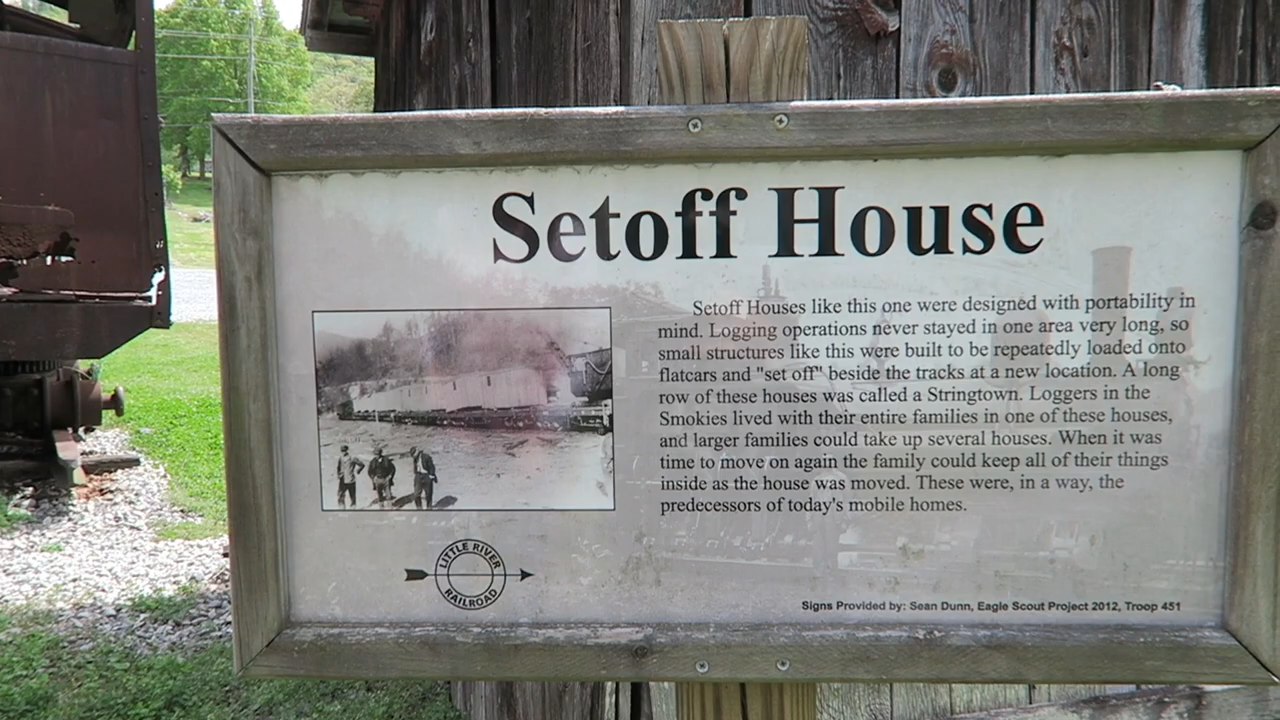 Setoff House
Setoff Houses like this one were designed with portability in
mind. Logging operations never stayed in one area very long, so
small structures like this were built to be repeatedly loaded onto
flatcars and "set off" beside the tracks at a new location. A long
row of these houses was called a Stringtown. Loggers in the
Smokies lived with their entire families in one of these houses,
and larger families could take up several houses. When it was
time to move on again the family could keep all of their things
inside as the house was moved. These were, in a way, the
predecessors of today's mobile homes.
LITTLE RIVER
RAILROAD
Signs Provided by: Sean Dunn, Eagle Scout Project 2012, Troop 451